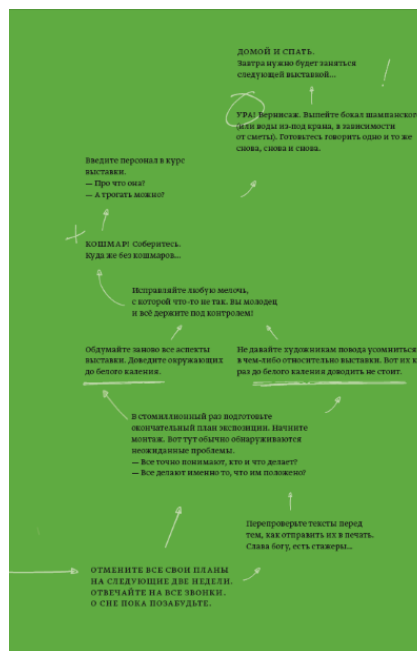 ДОМОЙ И СПАТЬ.
Завтра нужно будет заняться
следующей выставкой...
УРА! Вернисаж. Выпейте бокал шампанског
(или воды из-под крана, в зависимости
от сметы). Готовьтесь говорить одно и то же
снова, снова и снова.
Введите персонал в курс
выставки.
— Про что она?
— А трогать можно?
КОШМАР! Соберитесь.
Куда же без кошмаров...
Исправляйте любую мелочь,
с которой что-то не так. Вы молодец
и всё держите под контролем!
Обдумайте заново все аспекты
выставки. Доведите окружающих
до белого каления.
Не давайте художникам повода усомниться
в чем-либо относительно выставки. Вот их к
раз до белого каления доводить не стоит.
В стомиллионный раз подготовьте
окончательный план экспозиции. Начните
монтаж. Вот тут обычно обнаруживаются
неожиданные проблемы.
— Все точно понимают, кто и что делает?
— Все делают именно то, что им положено?
Перепроверьте тексты перед
тем, как отправить их в печать.
Слава богу, есть стажеры...
ОТМЕНИТЕ ВСЕ СВОИ ПЛАНЫ
НА СЛЕДУЮЩИЕ ДВЕ НЕДЕЛИ.
ОТВЕЧАЙТЕ НА ВСЕ ЗВОНКИ.
О СНЕ ПОКА ПОЗАБУДЬТЕ.